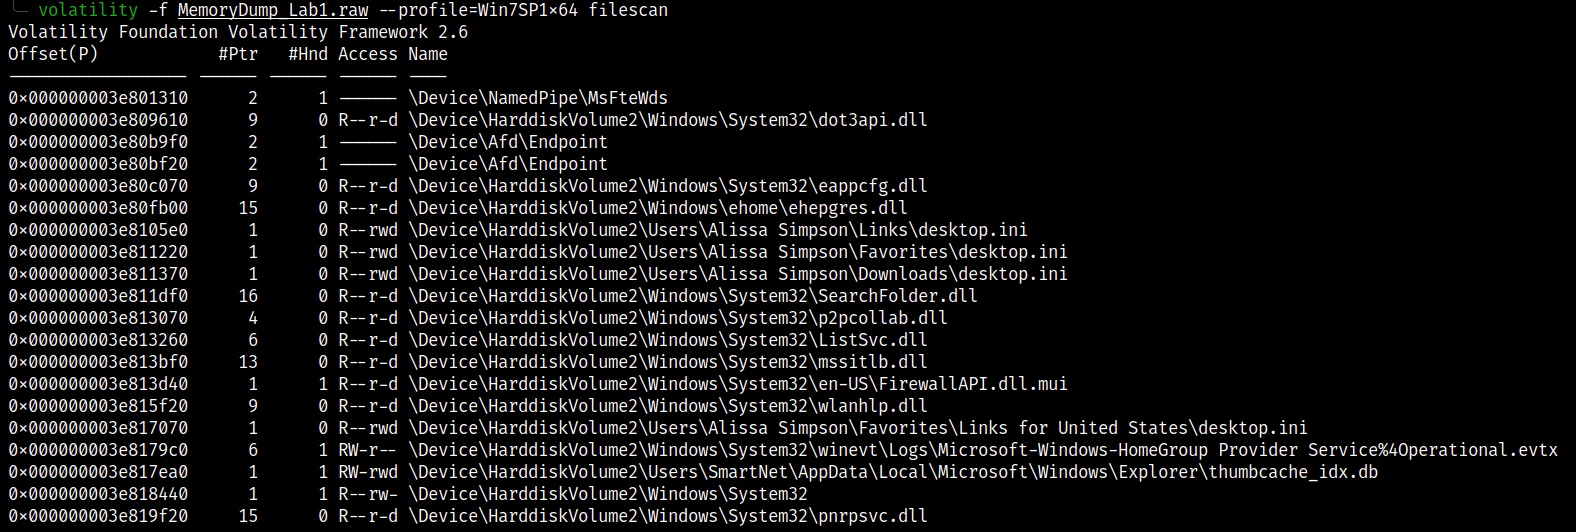 volatility -f MemoryDump_Lab1.raw --profile=Win7SP1×64 filescan
Volatility Foundation Volatility Framework 2.6
Offset(P) #Ptr #Hnd Access Name
------------------ ------ ------ ------ ----
0×000000003e801310 2 1 ------ \Device\NamedPipe\MsFteWds
0×000000003e809610 9 0 R--r-d \Device\HarddiskVolume2\Windows\System32\dot3api.dll
0×000000003e80b9f0 2 1 ------ \Device\Afd\Endpoint
0×000000003e80bf20 2 1 ------ \Device\Afd\Endpoint
0×000000003e80c070 9 0 R--r-d \Device\HarddiskVolume2\Windows\System32\eappcfg.dll
0×000000003e80fb00 15 0 R--r-d \Device\HarddiskVolume2\Windows\ehome\ehepgres.dll
0×000000003e8105e0 1 0 R--rwd \Device\HarddiskVolume2\Users\Alissa Simpson\Links\desktop.ini
0×000000003e811220 1 0 R--rwd \Device\HarddiskVolume2\Users\Alissa Simpson\Favorites\desktop.ini
0×000000003e811370 1 0 R--rwd \Device\HarddiskVolume2\Users\Alissa Simpson\Downloads\desktop.ini
0×000000003e811df0 16 0 R--r-d \Device\HarddiskVolume2\Windows\System32\SearchFolder.dll
0×000000003e813070 4 0 R--r-d \Device\HarddiskVolume2\Windows\System32\p2pcollab.dll
0×000000003e813260 6 0 R--r-d \Device\HarddiskVolume2\Windows\System32\ListSvc.dll
0×000000003e813bf0 13 0 R--r-d \Device\HarddiskVolume2\Windows\System32\mssitlb.dll
0×000000003e813d40 1 1 R--r-d \Device\HarddiskVolume2\Windows\System32\en-US\FirewallAPI.dll.mui
0×000000003e815f20 9 0 R--r-d \Device\HarddiskVolume2\Windows\System32\wlanhlp.dll
0×000000003e817070 1 0 R--rwd \Device\HarddiskVolume2\Users\Alissa Simpson\Favorites\Links for United States\desktop.ini
0×000000003e8179c0 6 1 RW-r-- \Device\HarddiskVolume2\Windows\System32\winevt\Logs\Microsoft-Windows-HomeGroup Provider Service%4Operational.evtx
0×000000003e817ea0 1 1 RW-rwd \Device\HarddiskVolume2\Users\SmartNet\AppData\Local\Microsoft\Windows\Explorer\thumbcache_idx.db
0×000000003e818440 1 1 R--rw- \Device\HarddiskVolume2\Windows\System32
0×000000003e819f20 15 0 R--r-d \Device\HarddiskVolume2\Windows\System32\pnrpsvc.dll